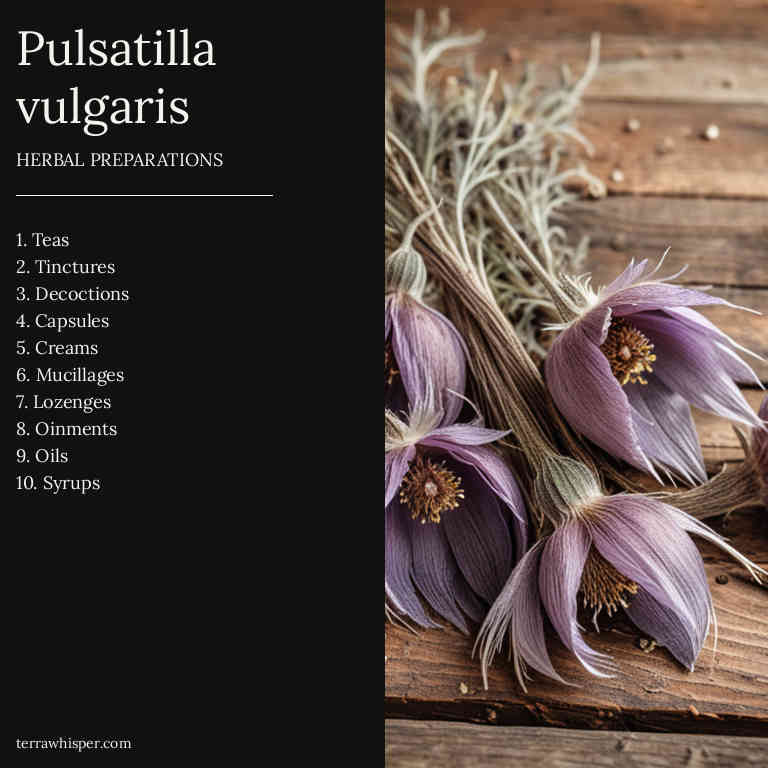 Pulsatilla
vulgaris
HERBAL PREPARATIONS
1. Teas
2. Tinctures
3. Decoctions
4. Capsules
5. Creams
6. Mucillages
7. Lozenges
8. Oinments
9. Oils
10. Syrups
terrawhisper.com